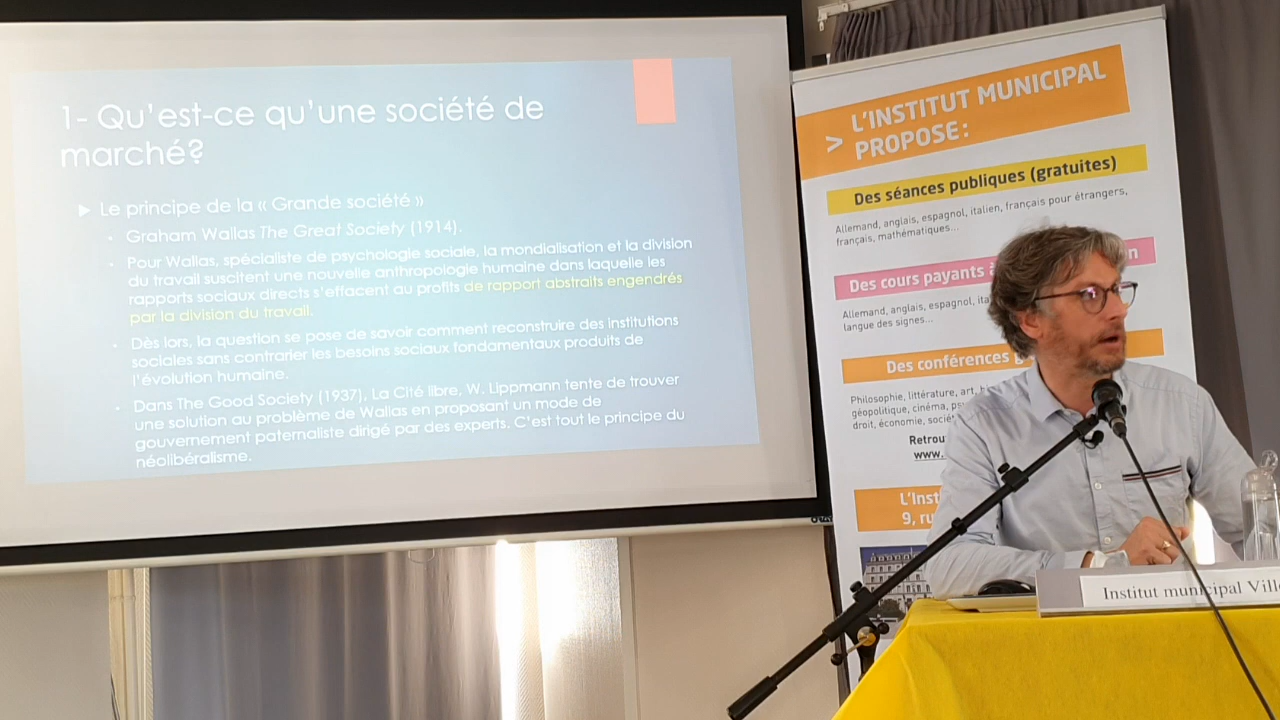 1- Qu'est-ce qu'une société de
marché?
Le principe de la « Grande société »
Graham Wallas The Great Society (1914).
Pour Wallas, spécialiste de psychologie sociale, la mondialisation et la division
du travail suscitent une nouvelle anthropologie humaine dans laquelle les
rapports sociaux directs s'effacent au profits de rapport abstraits engendrés
par la division du travail.
Dès lors, la question se pose de savoir comment reconstruire des institutions
sociales sans contrarier les besoins sociaux fondamentaux produits de
l'évolution humaine.
Dans The Good Society (1937), La Cité libre, W. Lippmann tente de trouver
une solution au problème de Wallas en proposant un mode de
gouvernement paternaliste dirigé par des experts. C'est tout le principe du
néolibéralisme.
> L'INSTITUT MUNICIPAL
PROPOSE :
Des séances publiques (gratuites)
Allemand, anglais, espagnol, italien, français pour étrangers,
français, mathématiques...
Des cours payants
Allemand, anglais, espagnol,
langue des signes...
Des conférences
Philosophie, littérature, art,
géopolitique, cinéma,
droit, économie,
www.
9,
Institut municipal